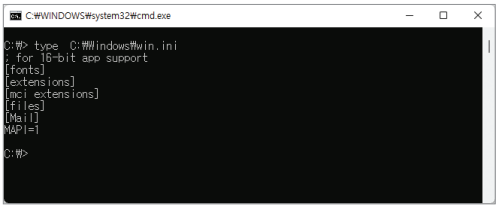 C:₩WINDOWS₩system32₩cmd.exe
C:₩> type  C:₩Windows₩win.ini
; for 16-bit app support
[fonts]
[extensions]
[mci extensions]
[files]
[Mail]
MAPI=1
C:₩>